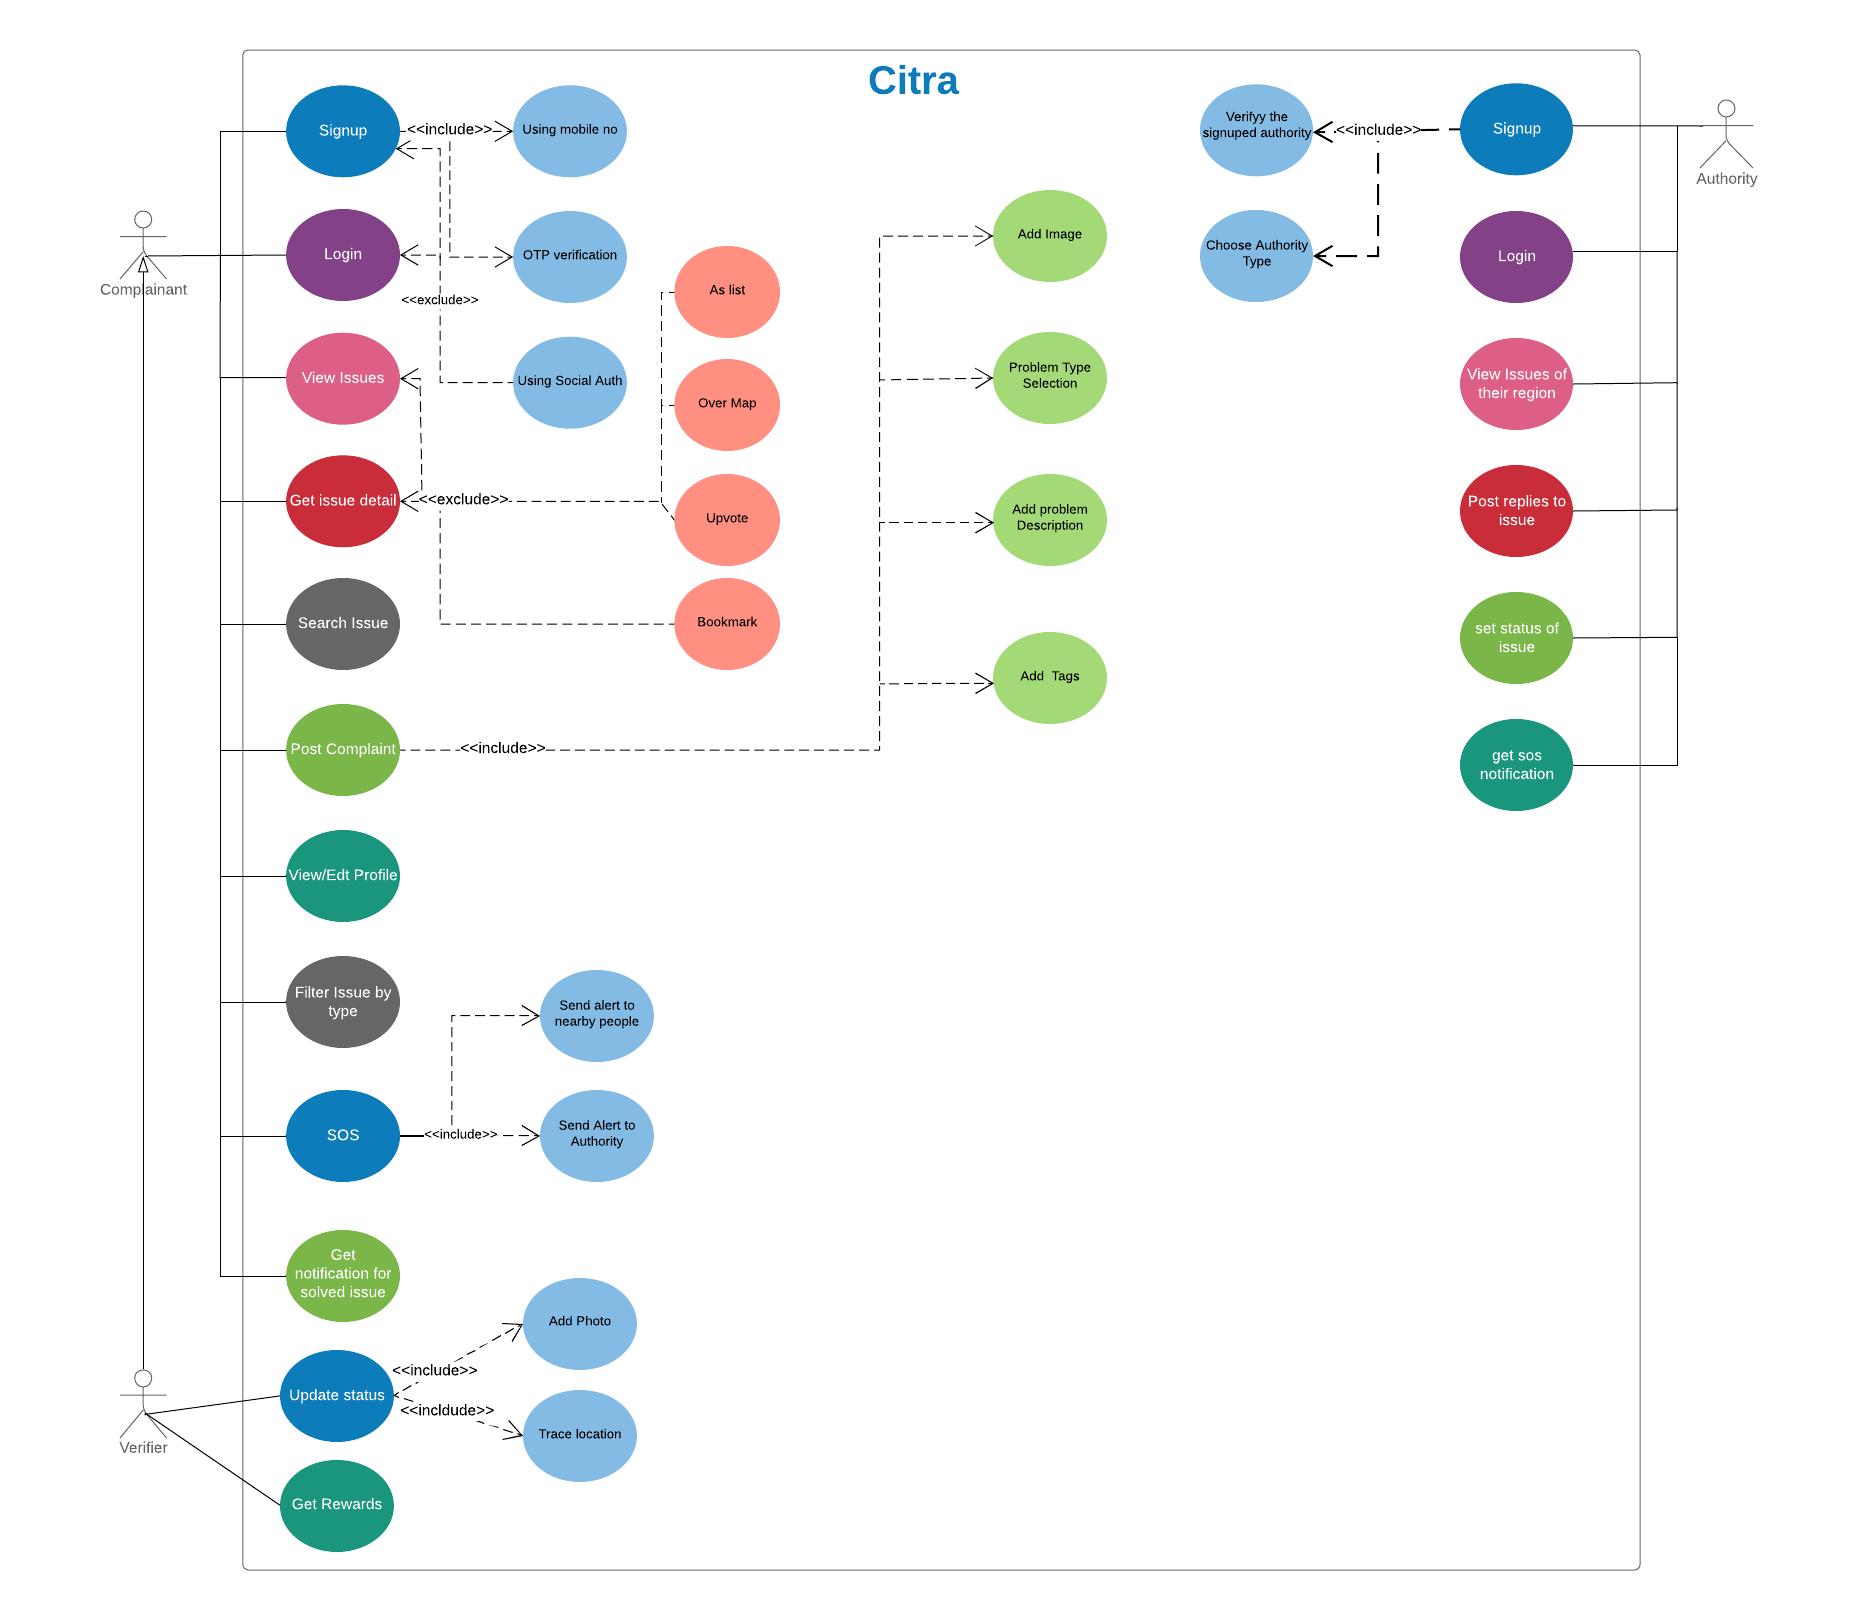 Citra
Signup
<<include>>
Using mobile no
Verifyy the
signuped authority
<<include>>
Signup
Authority
Login
OTP verification
<<exclude>>
Complainant
As list
Add Image
Choose Authority
Type
Login
View Issues
Using Social Auth
Over Map
Problem Type
Selection
View Issues of
their region
Get issue detail
<<exclude>>
Upvote
Add problem
Description
Post replies to
issue
Search Issue
Bookmark
Add  Tags
set status of
issue
Post Complaint
<<include>>
get sos
notification
View/Edt Profile
Filter Issue by
type
Send alert to
nearby people
SOS
<<include>>
Send Alert to
Authority
Get
notification for
solved issue
Add Photo
<<include>>
Update status
<<incldude>>
Trace location
Verifier
Get Rewards